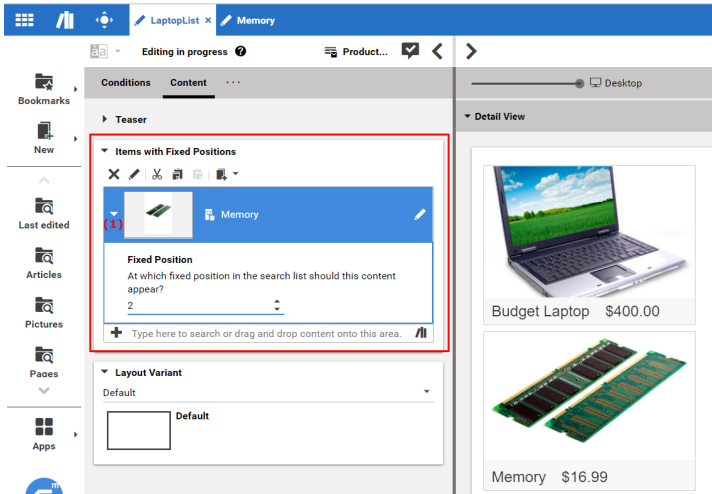 LaptopList ×
Memory
Editing in progress
Product...
Conditions
Content
...
Desktop
Bookmarks
New
Last edited
Articles
Pictures
Pages
Apps
Teaser
Items with Fixed Positions
(1)
Memory
Fixed Position
At which fixed position in the search list should this content
appear?
2
Type here to search or drag and drop content onto this area.
Layout Variant
Default
Default
Detail View
Budget Laptop $400.00
Memory $16.99